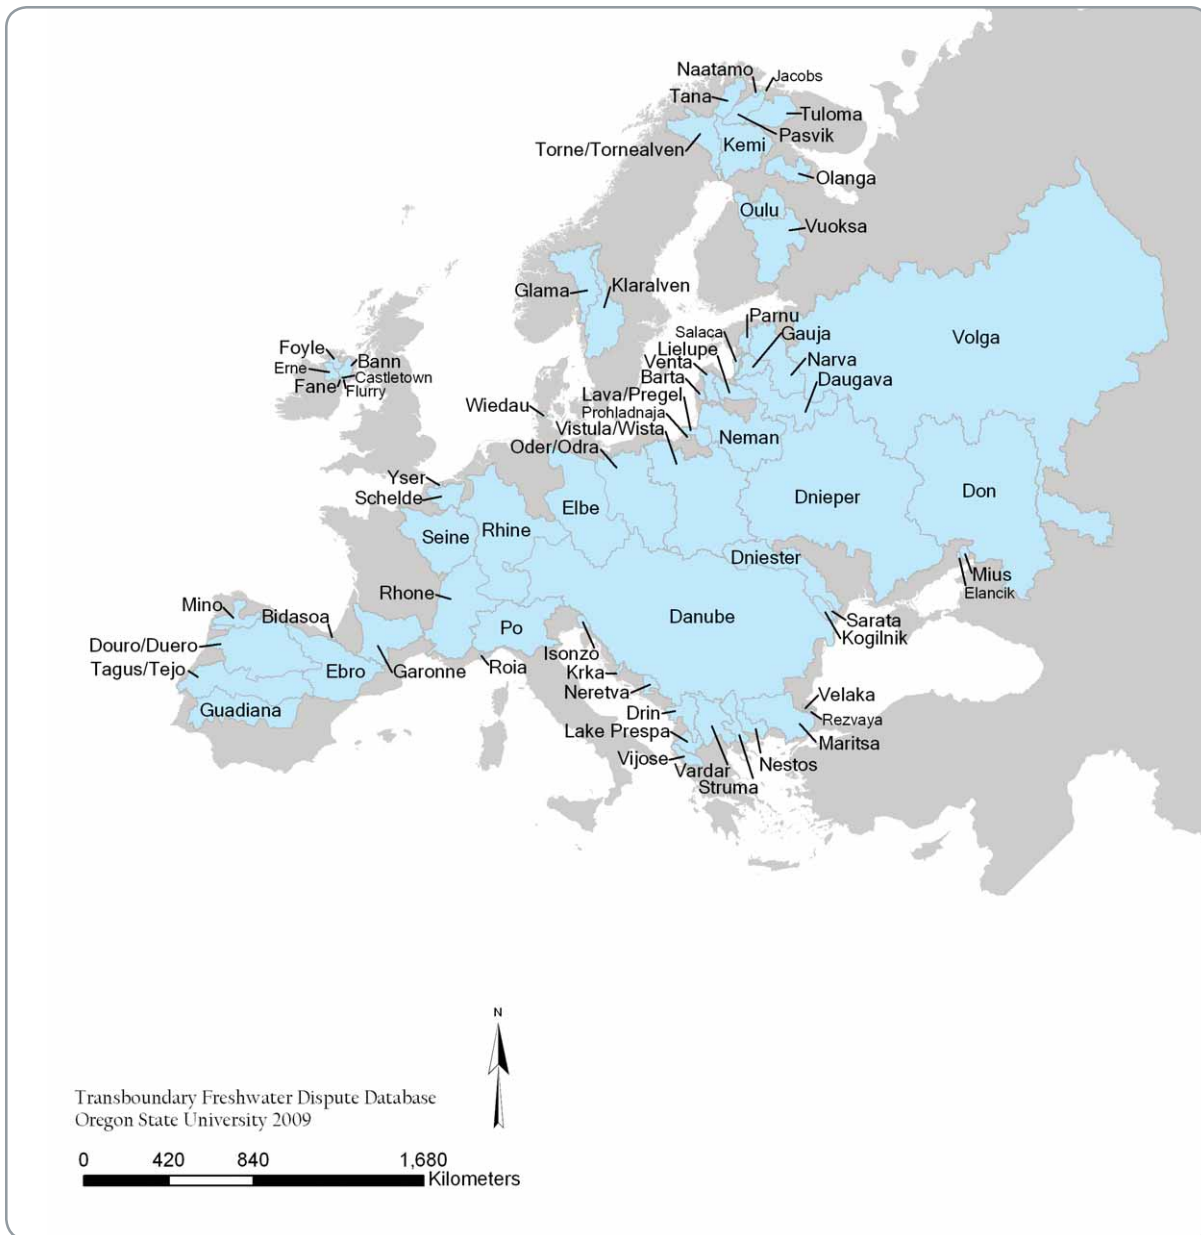 Naatamo
Jacobs
Tana
Tuloma
Pasvik
Kemi
Torne/Tornealven
Olanga
Oulu
Vuoksa
Klaralven
Glama
Parnu
Salaca
Gauja
Volga
Lielupe
Foyle
Bann
Venta
Narva
Erne
Castletown
Barta
Daugava
Fane
Flurry
Lava/Pregel
Wiedau
Prohladnaja
Vistula/Wista
Neman
Oder/Odra
Yser
Schelde
Elbe
Dnieper
Don
Seine
Rhine
Dniester
Mius
Elancik
Rhone
Mino
Bidasoa
Po
Danube
Sarata
Kogilnik
Douro/Duero
Isonzo
Tagus/Tejo
Ebro
Garonne
Roia
Krka
Neretva
Velaka
Guadiana
Drin
Rezvaya
Lake Prespa
Maritsa
Vijose
Nestos
Vardar
Struma
N
Transboundary Freshwater Dispute Database
Oregon State University 2009
0 420 840 1,680
Kilometers